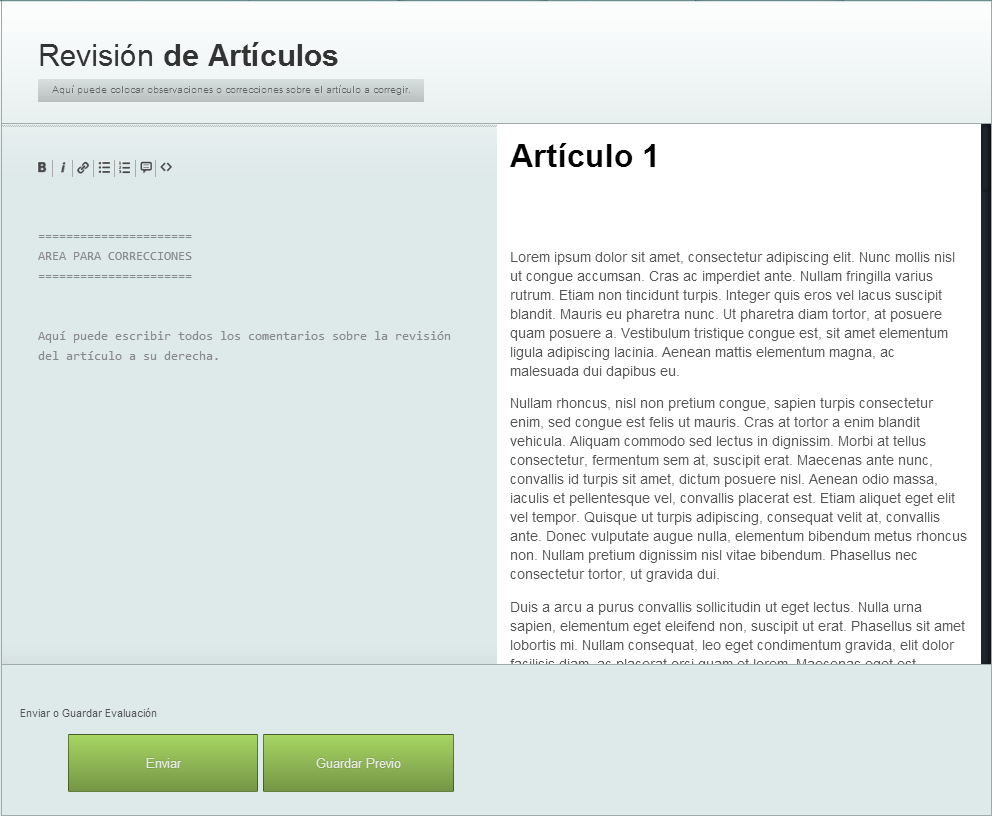 Revisión de Artículos
Aquí puede colocar observaciones o correcciones sobre el artículo a corregir.
B i
======================
AREA PARA CORRECCIONES
======================
Aquí puede escribir todos los comentarios sobre la revisión
del artículo a su derecha.
Artículo 1
Lorem ipsum dolor sit amet, consectetur adipiscing elit. Nunc mollis nisl
ut congue accumsan. Cras ac imperdiet ante. Nullam fringilla varius
rutrum. Etiam non tincidunt turpis. Integer quis eros vel lacus suscipit
blandit. Mauris eu pharetra nunc. Ut pharetra diam tortor, at posuere
quam posuere a. Vestibulum tristique congue est, sit amet elementum
ligula adipiscing lacinia. Aenean mattis elementum magna, ac
malesuada dui dapibus eu.
Nullam rhoncus, nisl non pretium congue, sapien turpis consectetur
enim, sed congue est felis ut mauris. Cras at tortor a enim blandit
vehicula. Aliquam commodo sed lectus in dignissim. Morbi at tellus
consectetur, fermentum sem at, suscipit erat. Maecenas ante nunc,
convallis id turpis sit amet, dictum posuere nisl. Aenean odio massa,
iaculis et pellentesque vel, convallis placerat est. Etiam aliquet eget elit
vel tempor. Quisque ut turpis adipiscing, consequat velit at, convallis
ante. Donec vulputate augue nulla, elementum bibendum metus rhoncus
non. Nullam pretium dignissim nisl vitae bibendum. Phasellus nec
consectetur tortor, ut gravida dui.
Duis a arcu a purus convallis sollicitudin ut eget lectus. Nulla urna
sapien, elementum eget eleifend non, suscipit ut erat. Phasellus sit amet
lobortis mi. Nullam consequat, leo eget condimentum gravida, elit dolor
facilisis diam, ac placerat orci quam et lorem. Maecenas eget est
Enviar o Guardar Evaluación
Enviar
Guardar Previo